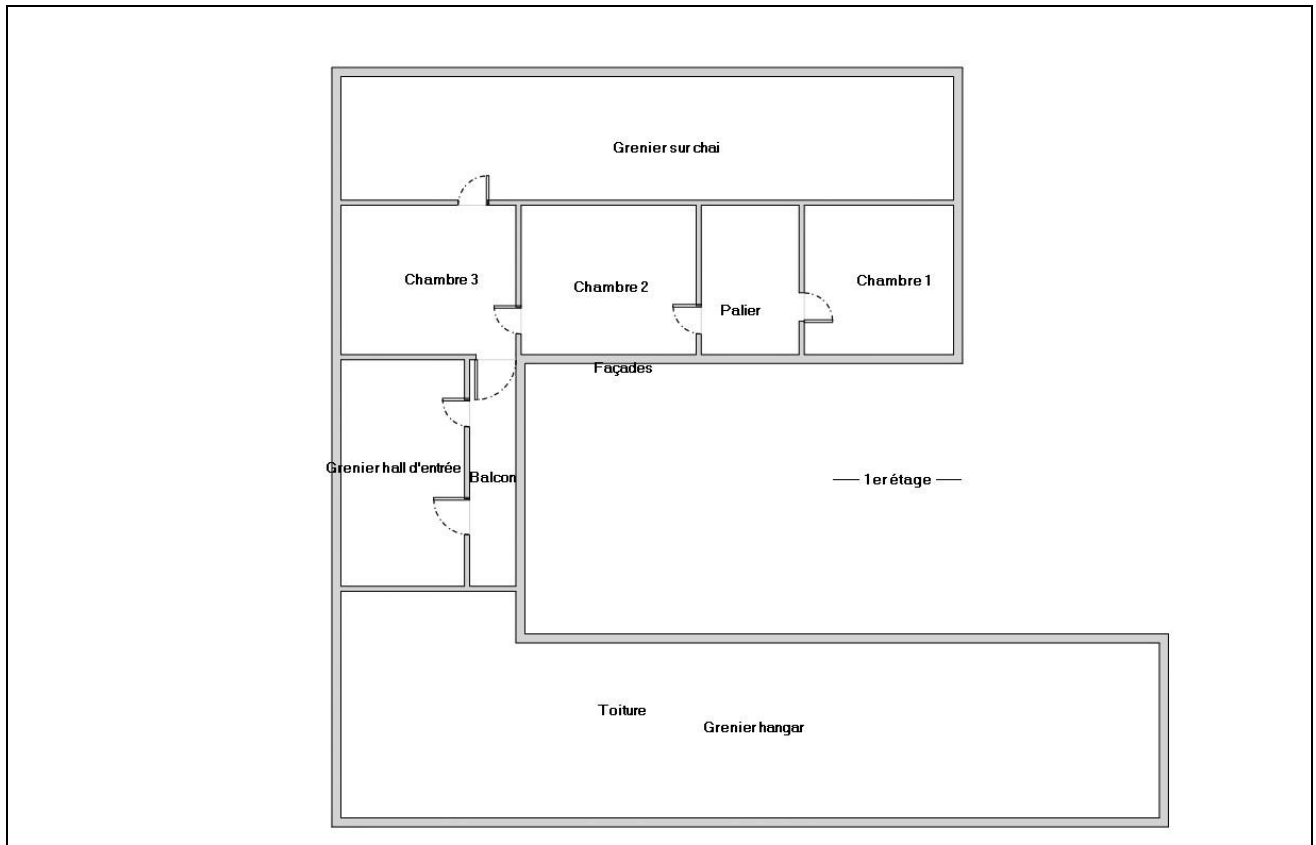 Grenier sur chai
Chambre 3
Chambre 2
Palier
Chambre 1
Façades
Grenier hall d'entrée
Balcon
1er étage
Toiture
Grenier hangar